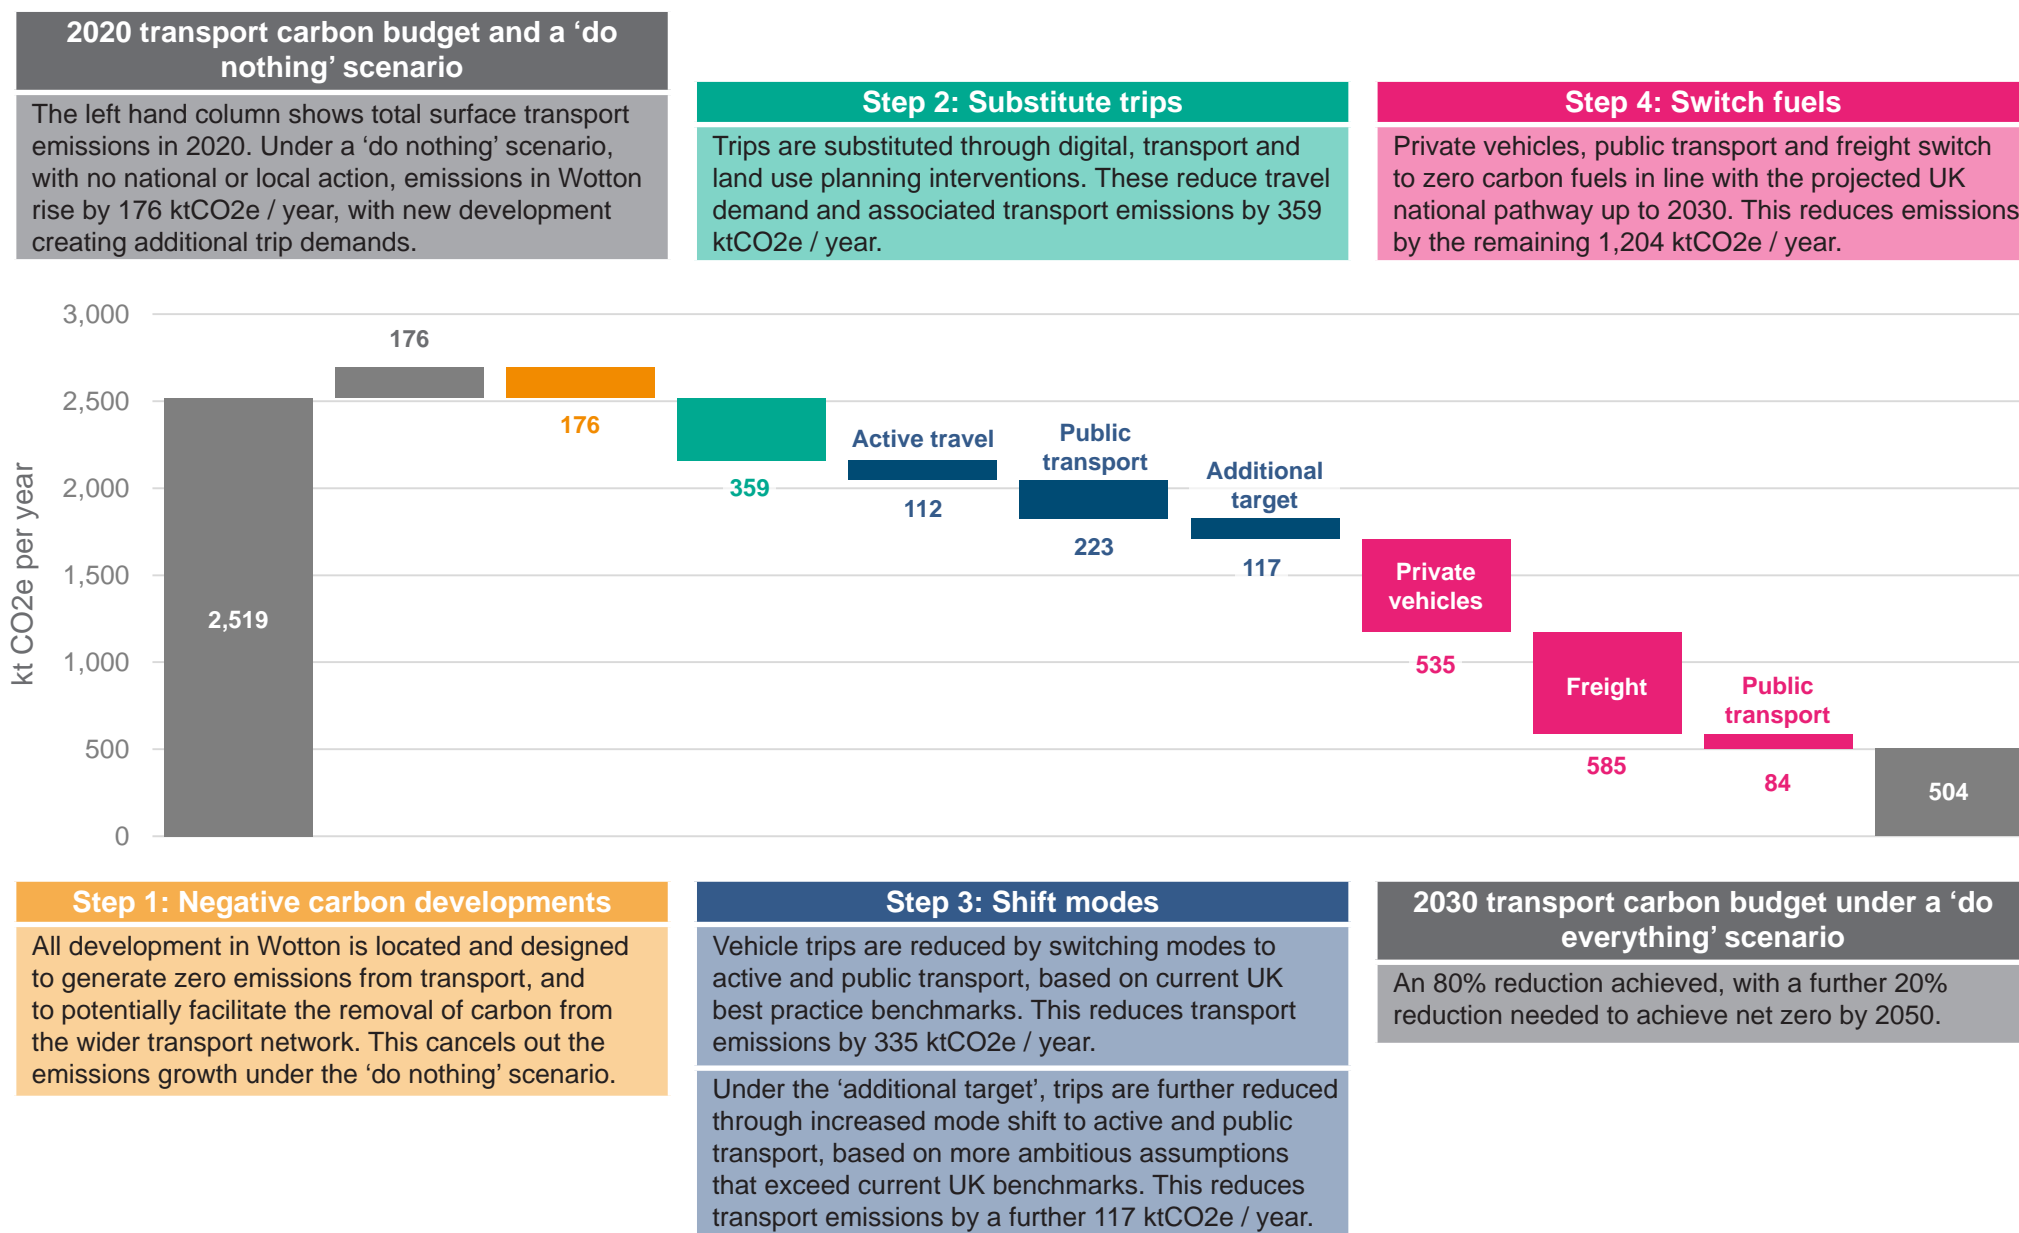 2020 transport carbon budget and a ‘do
nothing’ scenario
The left hand column shows total surface transport
emissions in 2020. Under a ‘do nothing’ scenario,
with no national or local action, emissions in Wotton
rise by 176 ktCO2e / year, with new development
creating additional trip demands.
Step 2: Substitute trips
Trips are substituted through digital, transport and
land use planning interventions. These reduce travel
demand and associated transport emissions by 359
ktCO2e / year.
Step 4: Switch fuels
Private vehicles, public transport and freight switch
to zero carbon fuels in line with the projected UK
national pathway up to 2030. This reduces emissions
by the remaining 1,204 ktCO2e / year.
kt CO2e per year
3,000
2,500
2,000
1,500
1,000
500
0
2,519
176
176
359
Active travel
112
Public
transport
223
Additional
target
117
Private
vehicles
535
Freight
585
Public
transport
84
504
Step 1: Negative carbon developments
All development in Wotton is located and designed
to generate zero emissions from transport, and
to potentially facilitate the removal of carbon from
the wider transport network. This cancels out the
emissions growth under the ‘do nothing’ scenario.
Step 3: Shift modes
Vehicle trips are reduced by switching modes to
active and public transport, based on current UK
best practice benchmarks. This reduces transport
emissions by 335 ktCO2e / year.
Under the ‘additional target’, trips are further reduced
through increased mode shift to active and public
transport, based on more ambitious assumptions
that exceed current UK benchmarks. This reduces
transport emissions by a further 117 ktCO2e / year.
2030 transport carbon budget under a ‘do
everything’ scenario
An 80% reduction achieved, with a further 20%
reduction needed to achieve net zero by 2050.